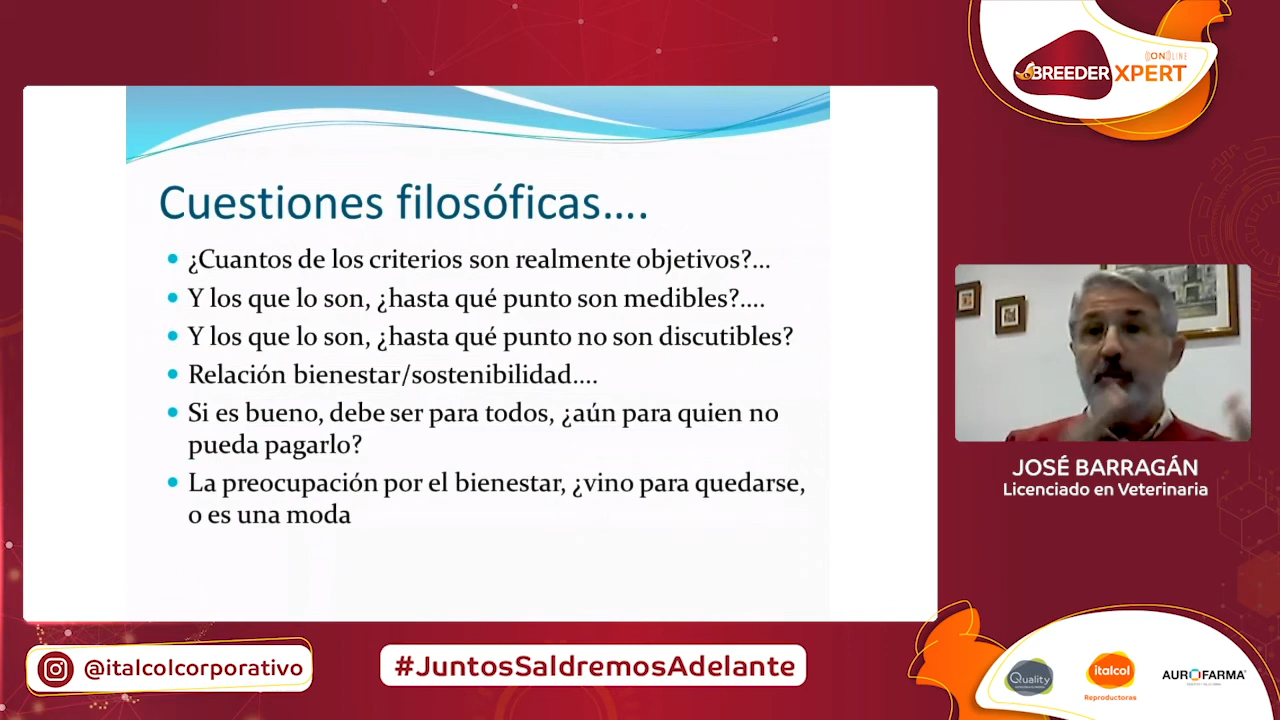 ((ON))LINE
BREEDER XPERT
Cuestiones filosóficas....
¿Cuantos de los criterios son realmente objetivos?...
Y los que lo son, ¿hasta qué punto son medibles?....
Y los que lo son, ¿hasta qué punto no son discutibles?
Relación bienestar/sostenibilidad....
Si es bueno, debe ser para todos, ¿aún para quien no
pueda pagarlo?
La preocupación por el bienestar, ¿vino para quedarse,
o es una moda
JOSÉ BARRAGÁN
Licenciado en Veterinaria
@italcolcorporativo
#JuntosSaldremosAdelante
Quality
italcol
Reproductoras
AUROFARMA